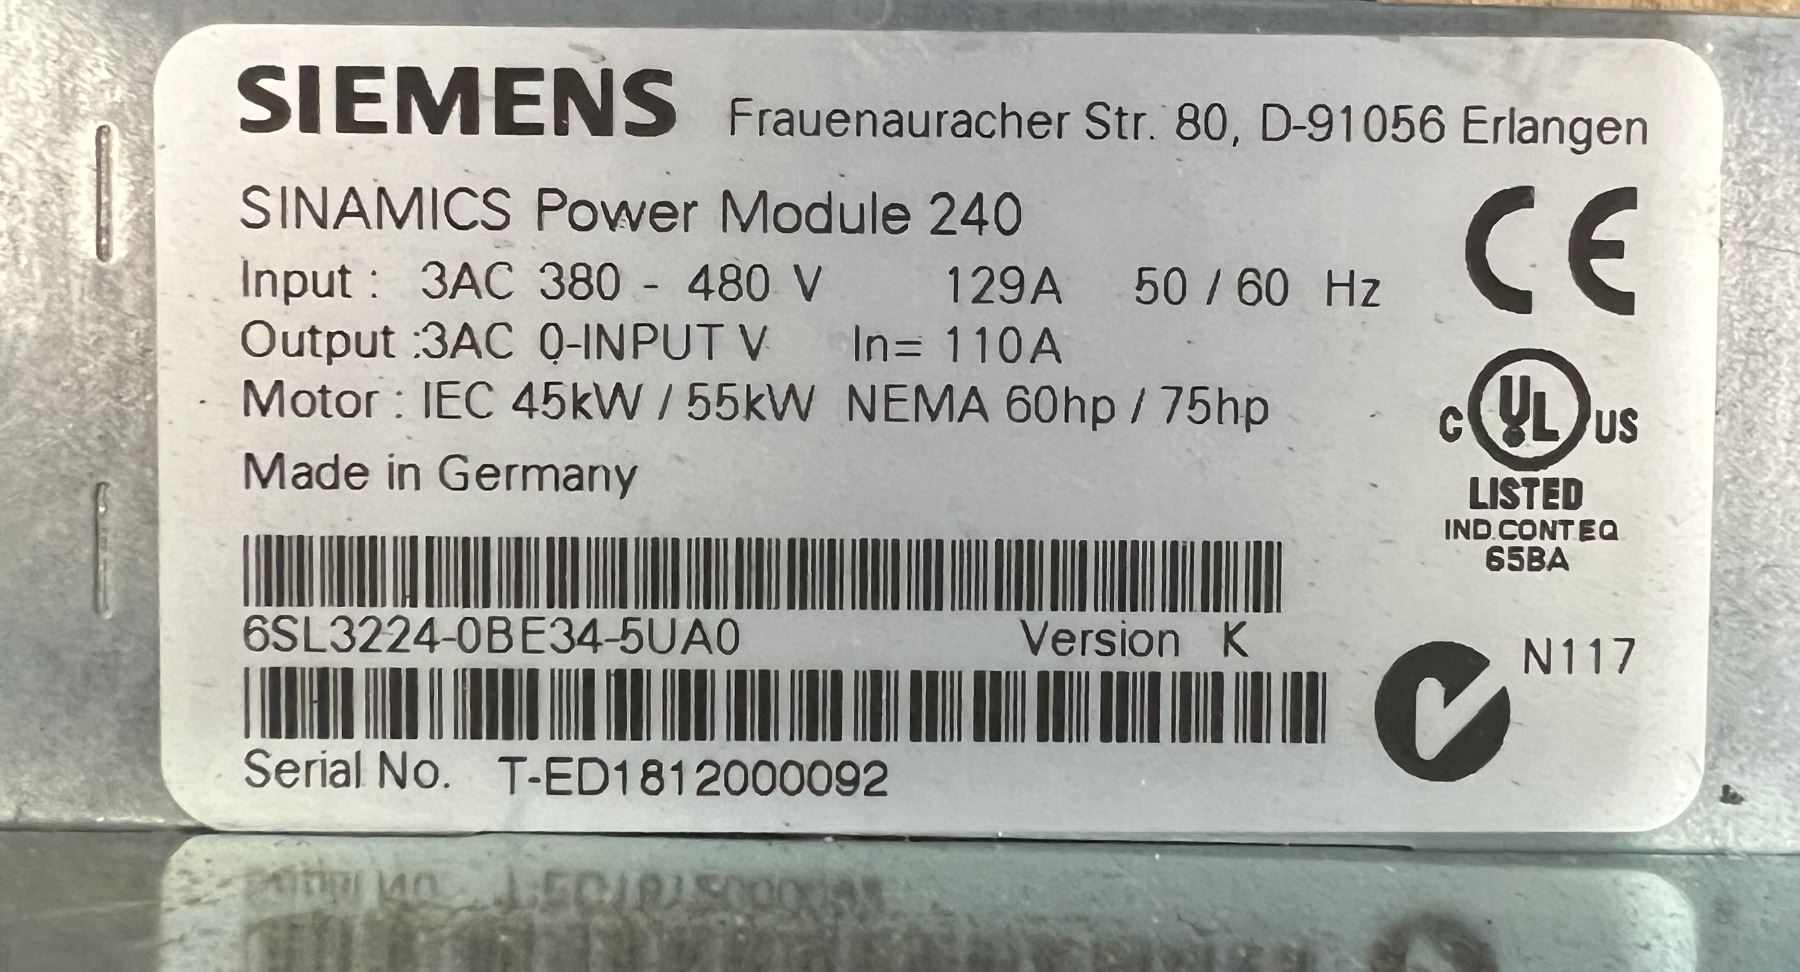 SIEMENS Frauenauracher Str. 80, D-91056 Erlangen
SINAMICS Power Module 240
CE
Input : 3AC 380 - 480 V 129A 50 / 60 Hz
Output :3AC 0-INPUT V In= 110A
Motor : IEC 45kW / 55kW NEMA 60hp / 75hp
C UL US
LISTED
IND.CONT.EQ.
65BA
Made in Germany
6SL3224-0BE34-5UA0 Version K
N117
Serial No. T-ED1812000092